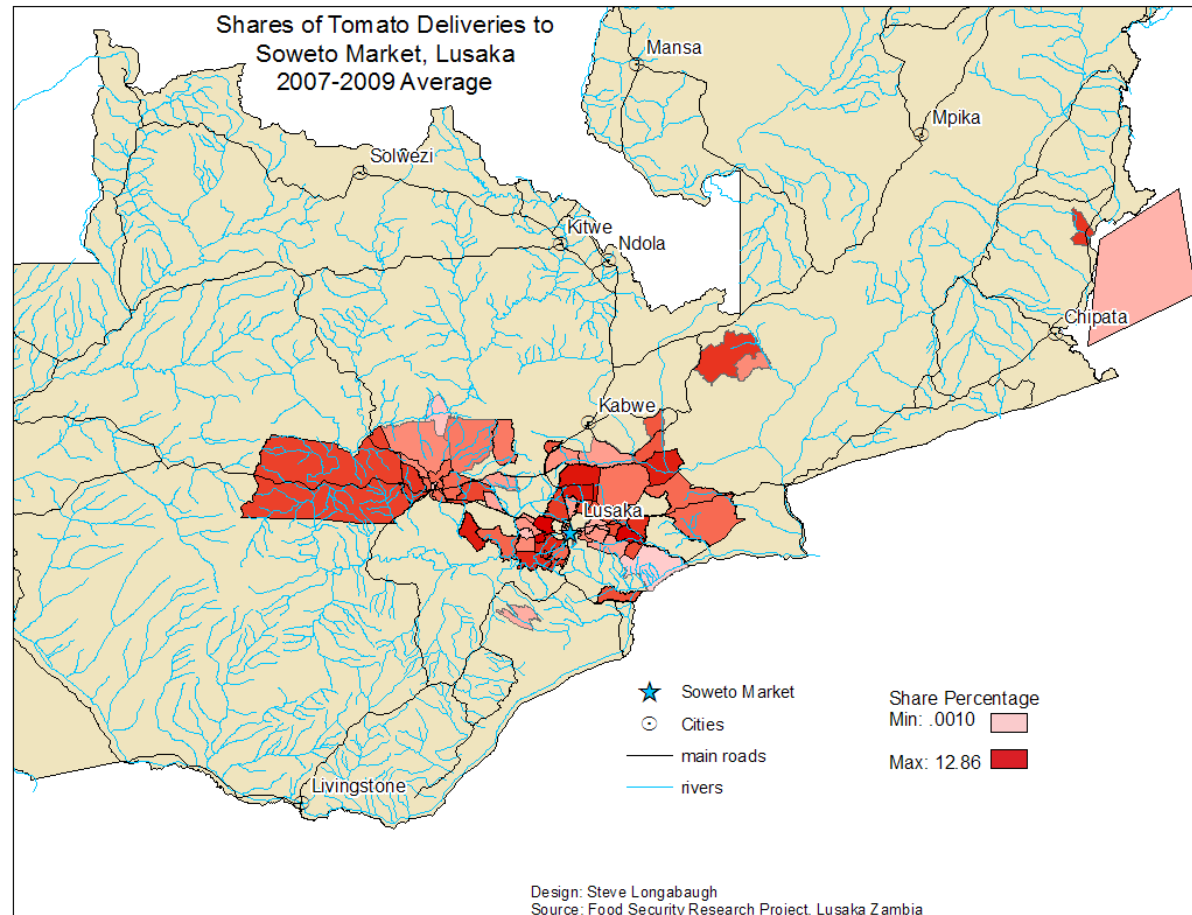 Shares of Tomato Deliveries to
Soweto Market, Lusaka
2007-2009 Average
Mansa
Mpika
Solwezi
Kitwe
Ndola
Chipata
Kabwe
Lusaka
Livingstone
Soweto Market
Cities
main roads
rivers
Share Percentage
Min: .0010
Max: 12.86
Design: Steve Longabaugh
Source: Food Security Research Project, Lusaka Zambia